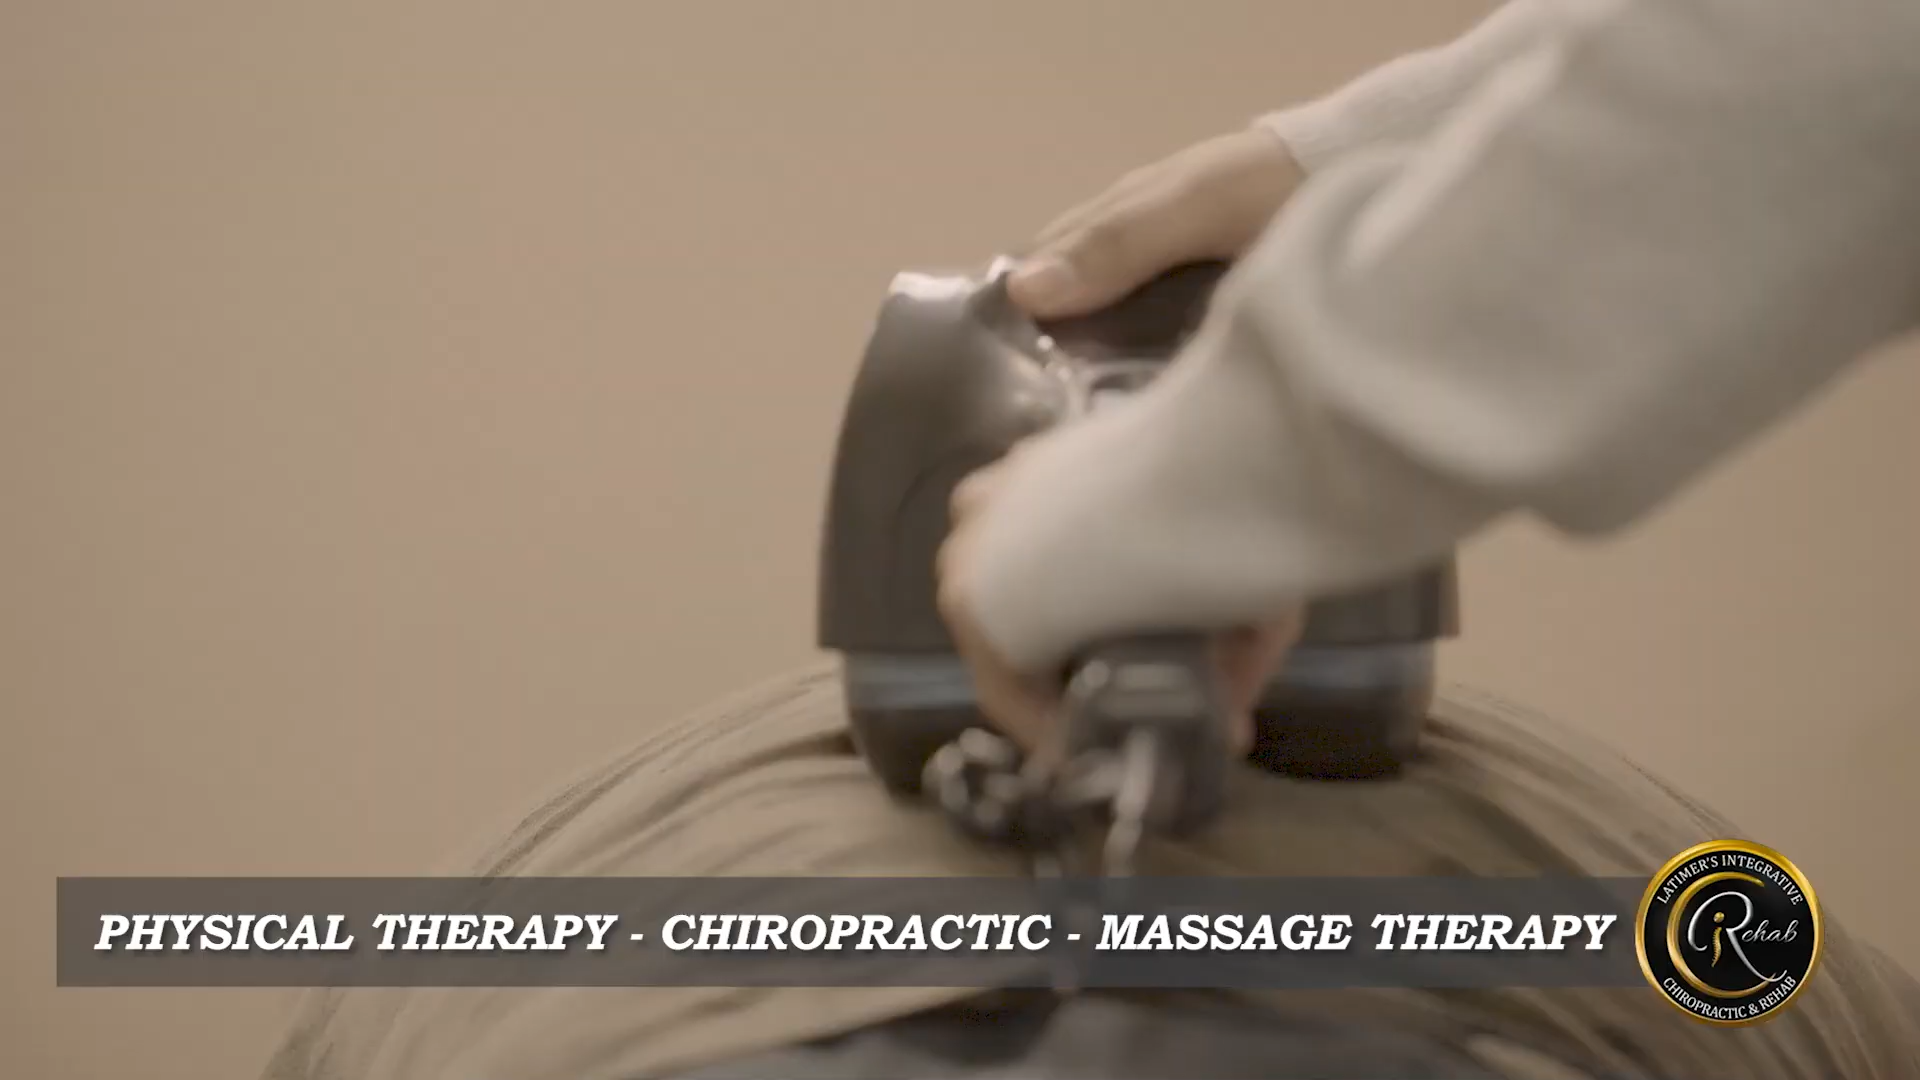 PHYSICAL THERAPY - CHIROPRACTIC - MASSAGE THERAPY
LATIMER'S INTEGRATIVE
iRehab
CHIROPRACTIC & REHAB